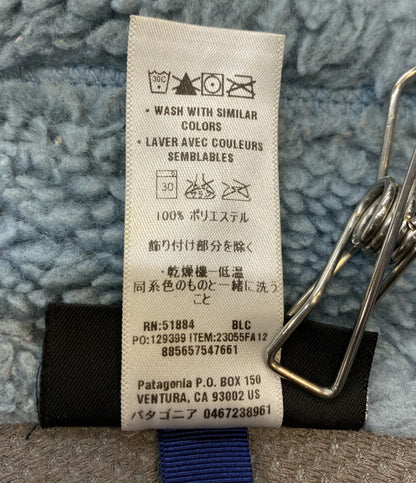 30C
• WASH WITH SIMILAR
COLORS
• LAVER AVEC COULEURS
SEMBLABLES
30
100% ポリエステル
飾り付け部分を除く
・乾燥機－低温
同系色のものと一緒に洗う
こと
RN:51884 BLC
PO:129399 ITEM:23055FA12
885657547661
Patagonia P.O. BOX 150
VENTURA, CA 93002 US
パタゴニア 0467238961